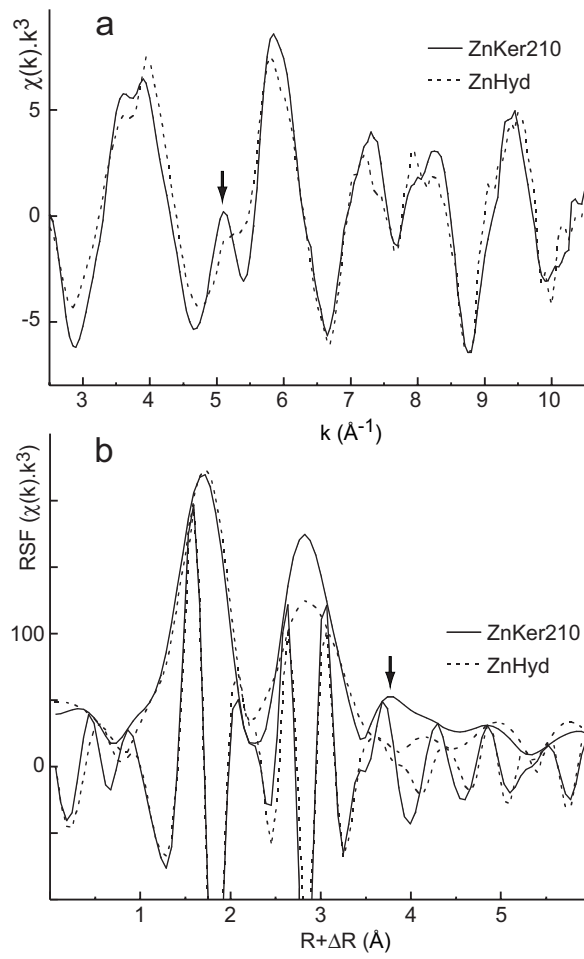 a
χ(k).k³
ZnKer210
ZnHyd
5
0
-5
3 4 5 6 7 8 9 10
k (Å⁻¹)
b
RSF (χ(k).k³)
ZnKer210
ZnHyd
100
0
1 2 3 4 5
R+ΔR (Å)